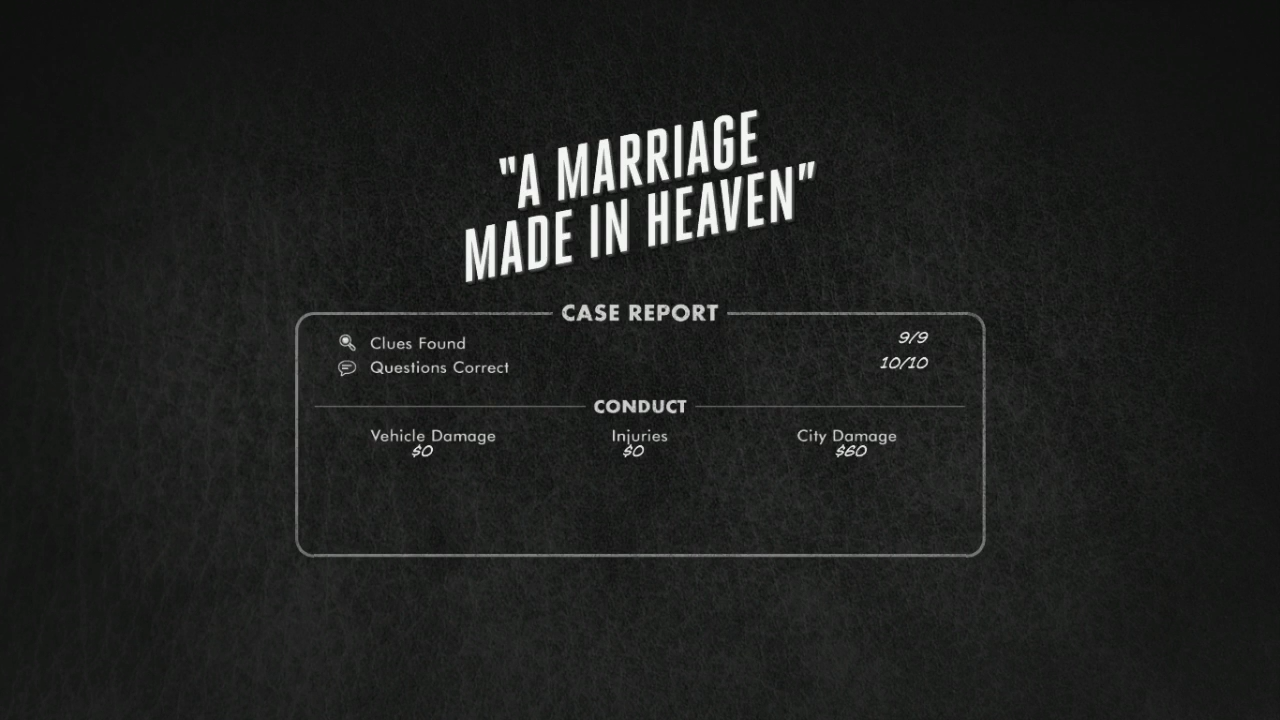 "A MARRIAGE
MADE IN HEAVEN"
CASE REPORT
Clues Found 9/9
Questions Correct 10/10
CONDUCT
Vehicle Damage Injuries City Damage
$0 $0 $60